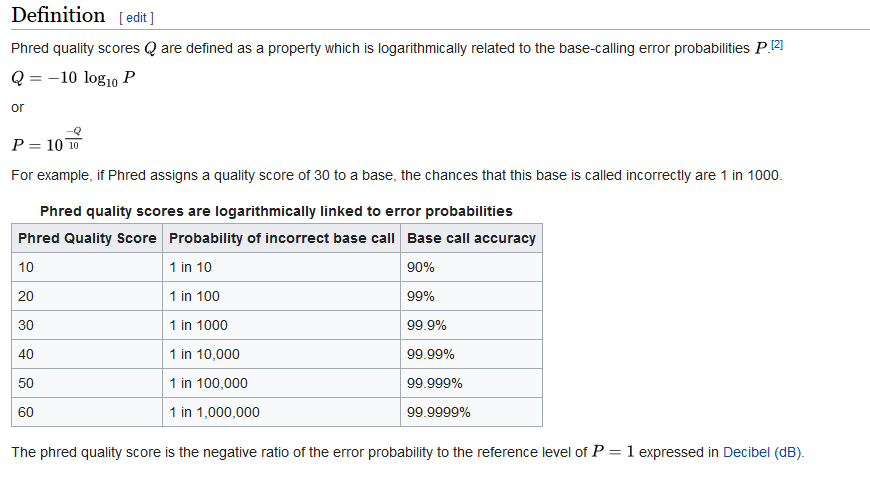 Definition [ edit ]
Phred quality scores Q are defined as a property which is logarithmically related to the base-calling error probabilities P.[2]
Q = −10 log₁₀ P
or
P = 10^(−Q/10)
For example, if Phred assigns a quality score of 30 to a base, the chances that this base is called incorrectly are 1 in 1000.
Phred quality scores are logarithmically linked to error probabilities
Phred Quality Score Probability of incorrect base call Base call accuracy
10 1 in 10 90%
20 1 in 100 99%
30 1 in 1000 99.9%
40 1 in 10,000 99.99%
50 1 in 100,000 99.999%
60 1 in 1,000,000 99.9999%
The phred quality score is the negative ratio of the error probability to the reference level of P = 1 expressed in Decibel (dB).